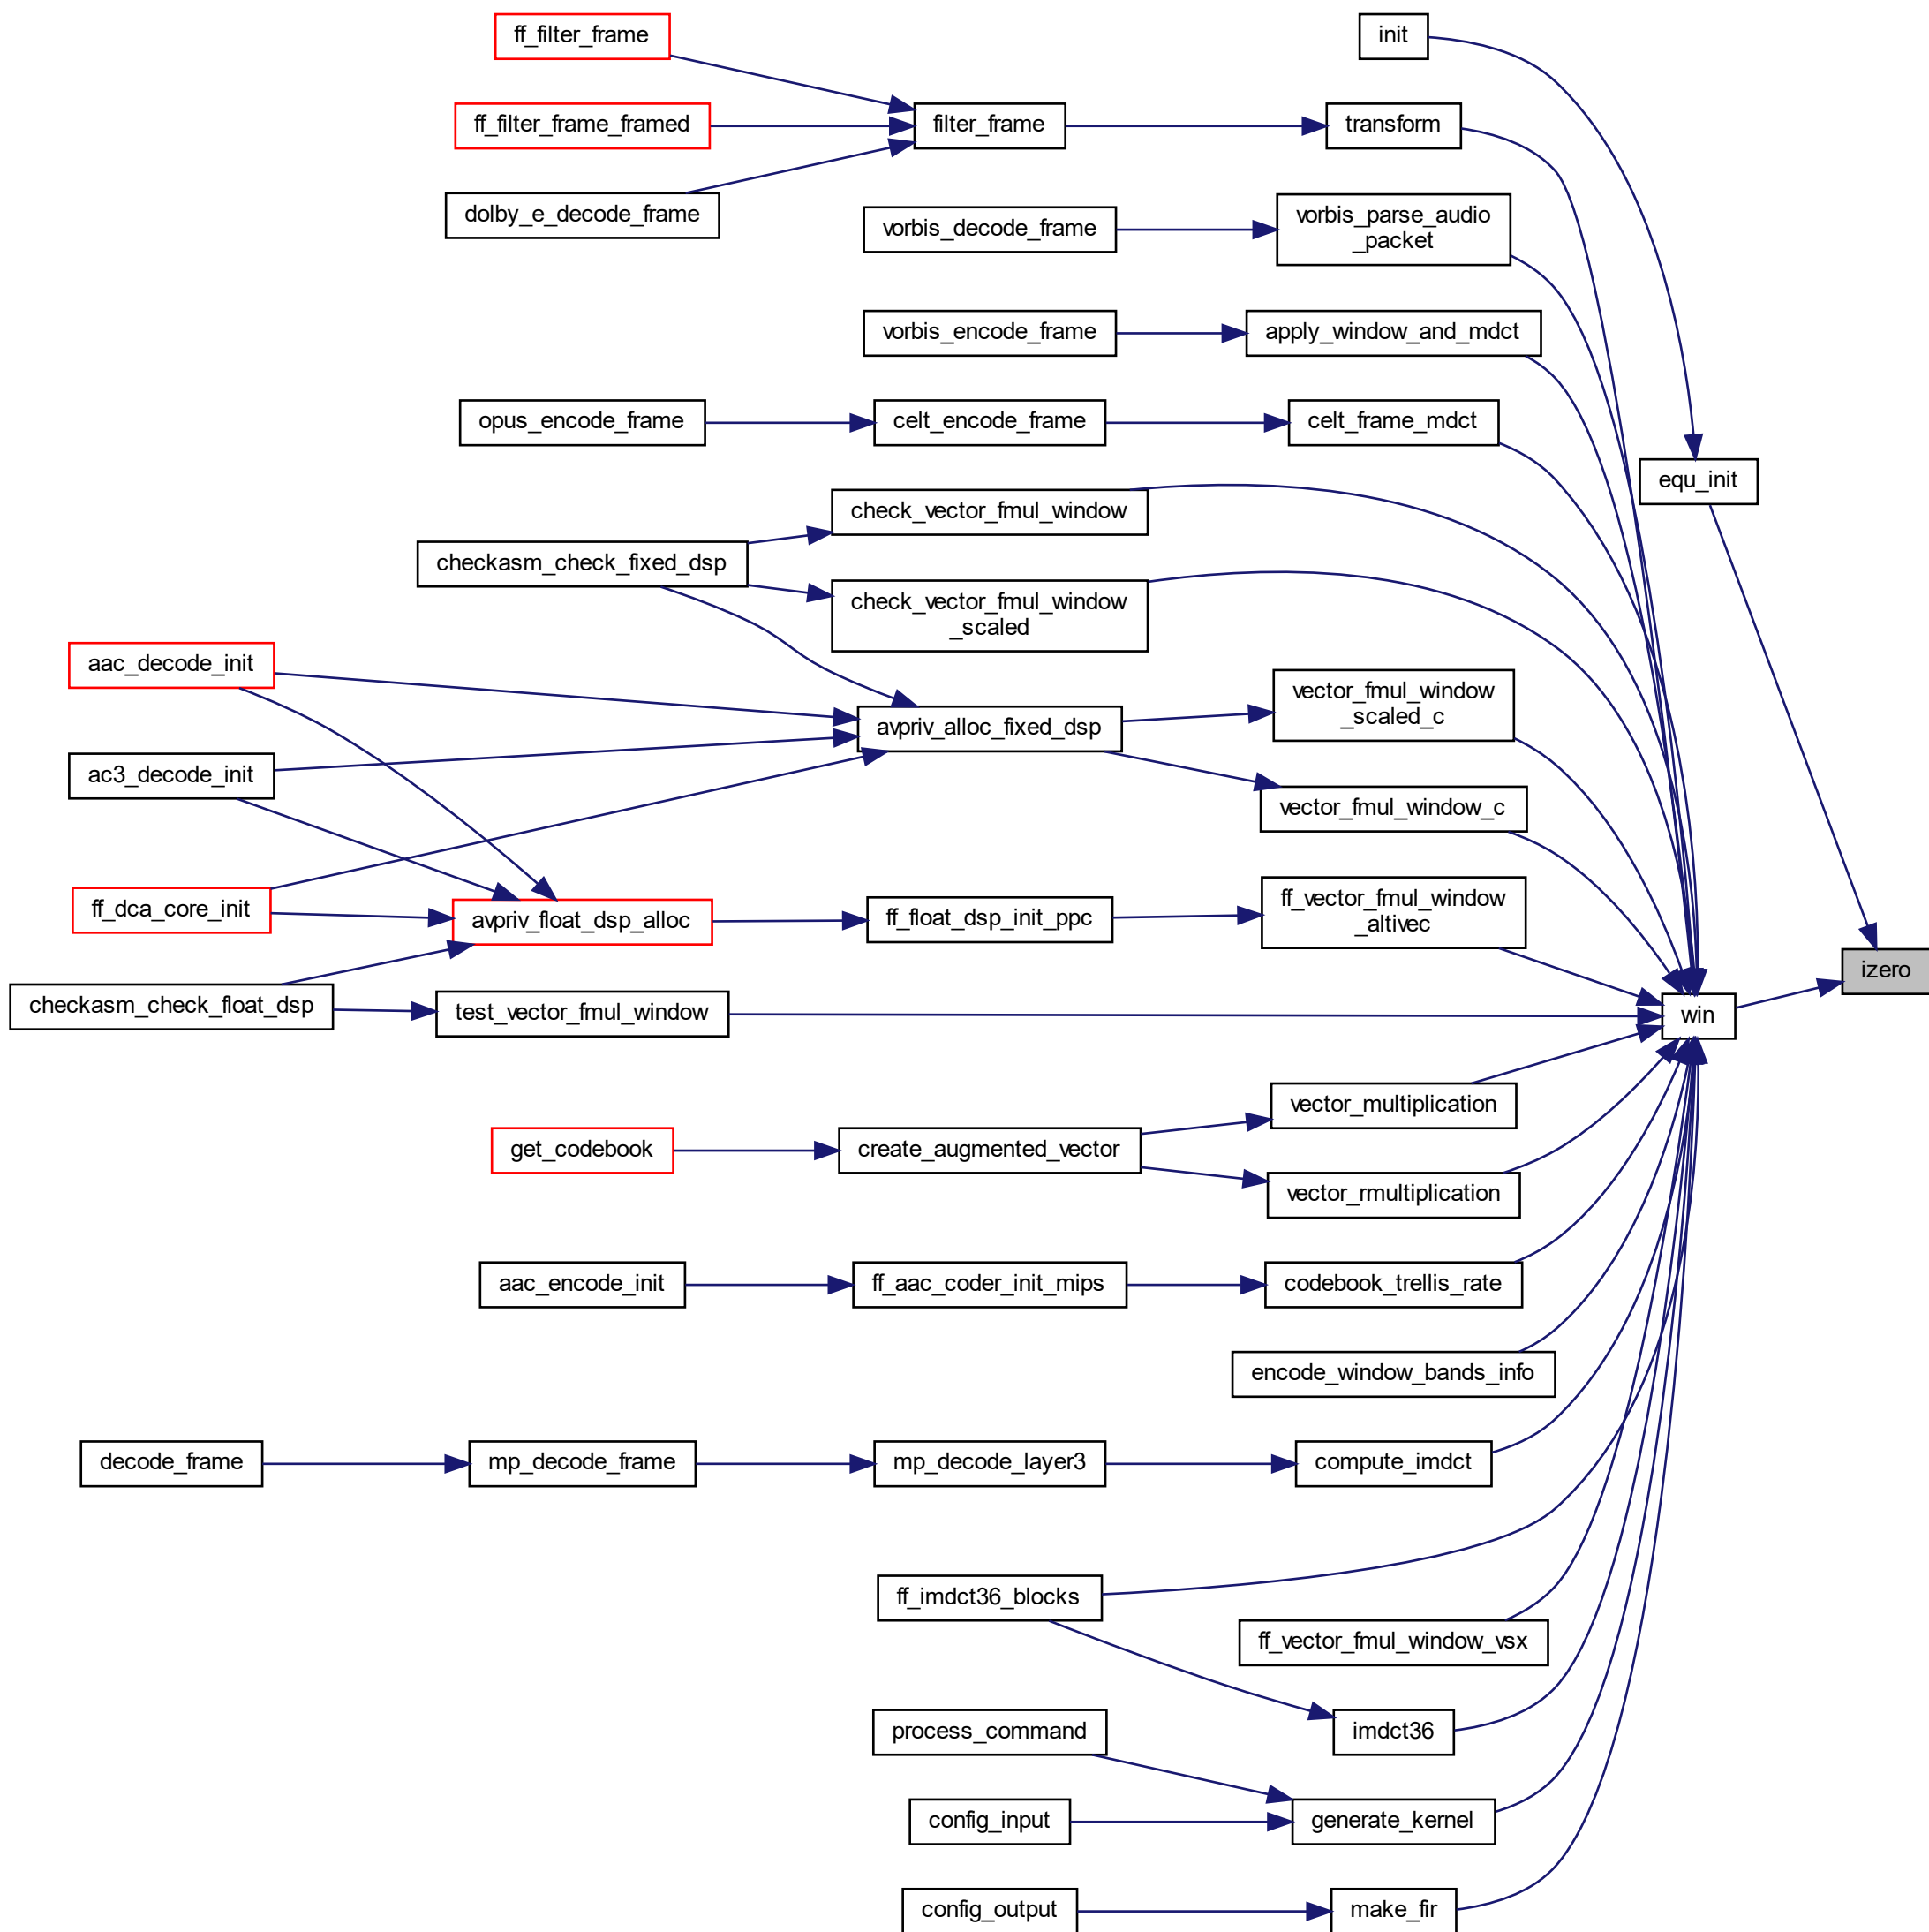 ff_filter_frame
init
ff_filter_frame_framed
filter_frame
transform
dolby_e_decode_frame
vorbis_decode_frame
vorbis_parse_audio
_packet
vorbis_encode_frame
apply_window_and_mdct
opus_encode_frame
celt_encode_frame
celt_frame_mdct
equ_init
check_vector_fmul_window
checkasm_check_fixed_dsp
check_vector_fmul_window
_scaled
aac_decode_init
vector_fmul_window
_scaled_c
avpriv_alloc_fixed_dsp
ac3_decode_init
vector_fmul_window_c
ff_dca_core_init
avpriv_float_dsp_alloc
ff_float_dsp_init_ppc
ff_vector_fmul_window
_altivec
izero
checkasm_check_float_dsp
test_vector_fmul_window
win
vector_multiplication
get_codebook
create_augmented_vector
vector_rmultiplication
aac_encode_init
ff_aac_coder_init_mips
codebook_trellis_rate
encode_window_bands_info
decode_frame
mp_decode_frame
mp_decode_layer3
compute_imdct
ff_imdct36_blocks
ff_vector_fmul_window_vsx
process_command
imdct36
config_input
generate_kernel
config_output
make_fir